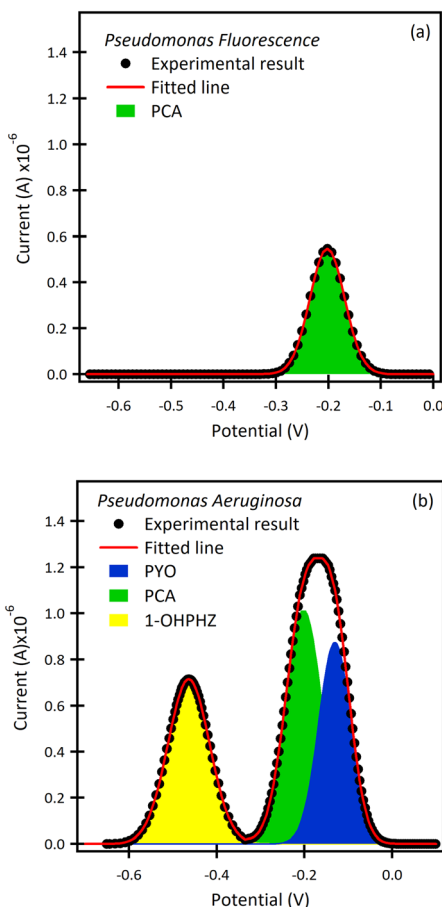 Pseudomonas Fluorescence
(a)
Experimental result
Fitted line
PCA
Current (A) x10-6
1.4
1.2
1.0
0.8
0.6
0.4
0.2
0.0
-0.6 -0.5 -0.4 -0.3 -0.2 -0.1 0.0
Potential (V)
Pseudomonas Aeruginosa
(b)
Experimental result
Fitted line
PYO
PCA
1-OHPHZ
Current (A)x10-6
1.4
1.2
1.0
0.8
0.6
0.4
0.2
0.0
-0.6 -0.4 -0.2 0.0
Potential (V)